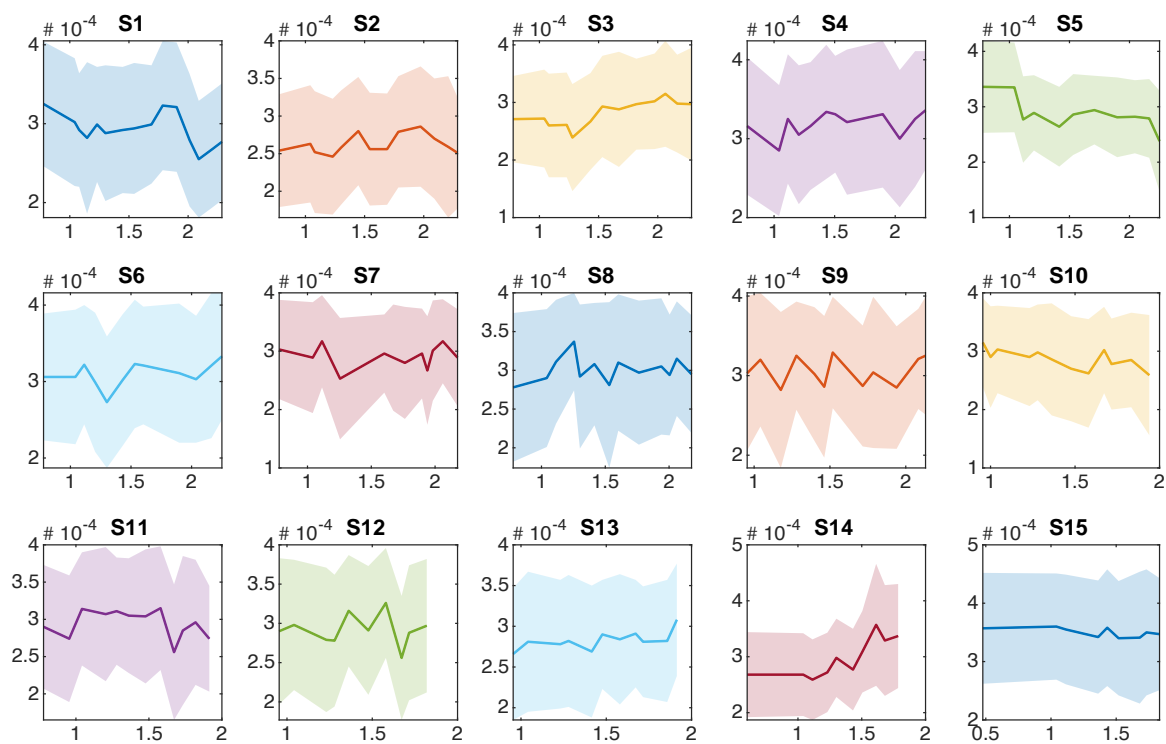 # 10-4 S1 # 10-4 S2 # 10-4 S3 # 10-4 S4 # 10-4 S5
4 4 4 4 4
3.5
3 3 3 3 3
2.5
2 2 2 2 2
1 1
1 1.5 2 1 1.5 2 1 1.5 2 1 1.5 2 1 1.5 2
# 10-4 S6 # 10-4 S7 # 10-4 S8 # 10-4 S9 # 10-4 S10
4 4 4 4 4
3.5
3 3 3 3 3
2.5
2 2 2 2 2
1 1
1 1.5 2 1 1.5 2 1 1.5 2 1 1.5 2 1 1.5 2
# 10-4 S11 # 10-4 S12 # 10-4 S13 # 10-4 S14 # 10-4 S15
4 4 4 5 5
3.5 3.5 3.5 4 4
3 3 3 3 3
2.5 2.5 2.5
2 2 2 2 2
1 1.5 2 1 1.5 2 1 1.5 2 1 1.5 2 0.5 1 1.5